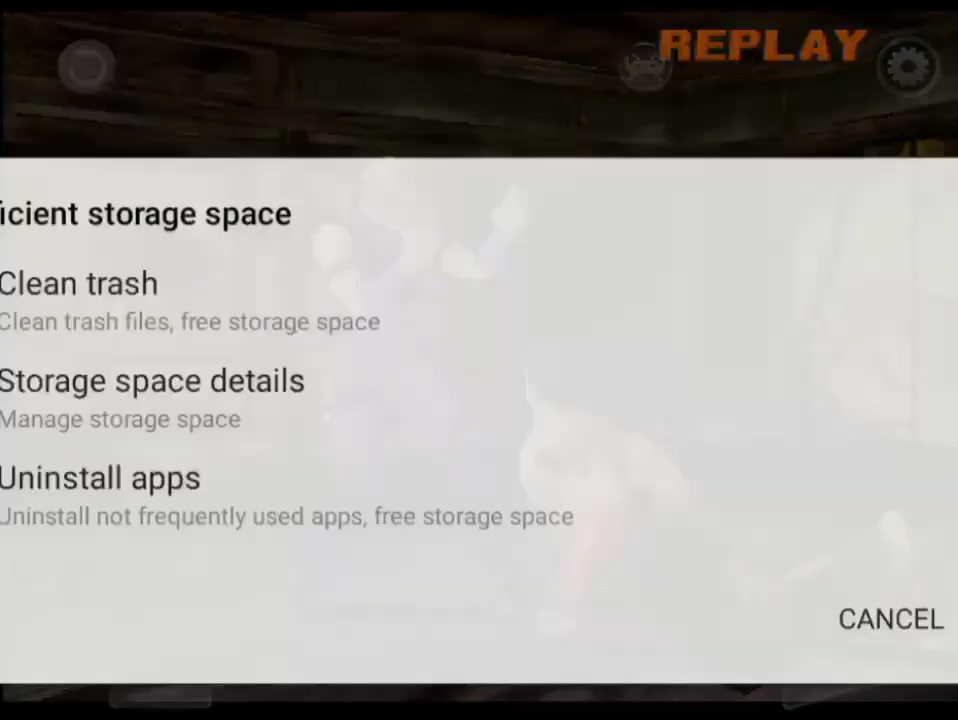 REPLAY
icient storage space
Clean trash
Clean trash files, free storage space
Storage space details
Manage storage space
Uninstall apps
Uninstall not frequently used apps, free storage space
CANCEL